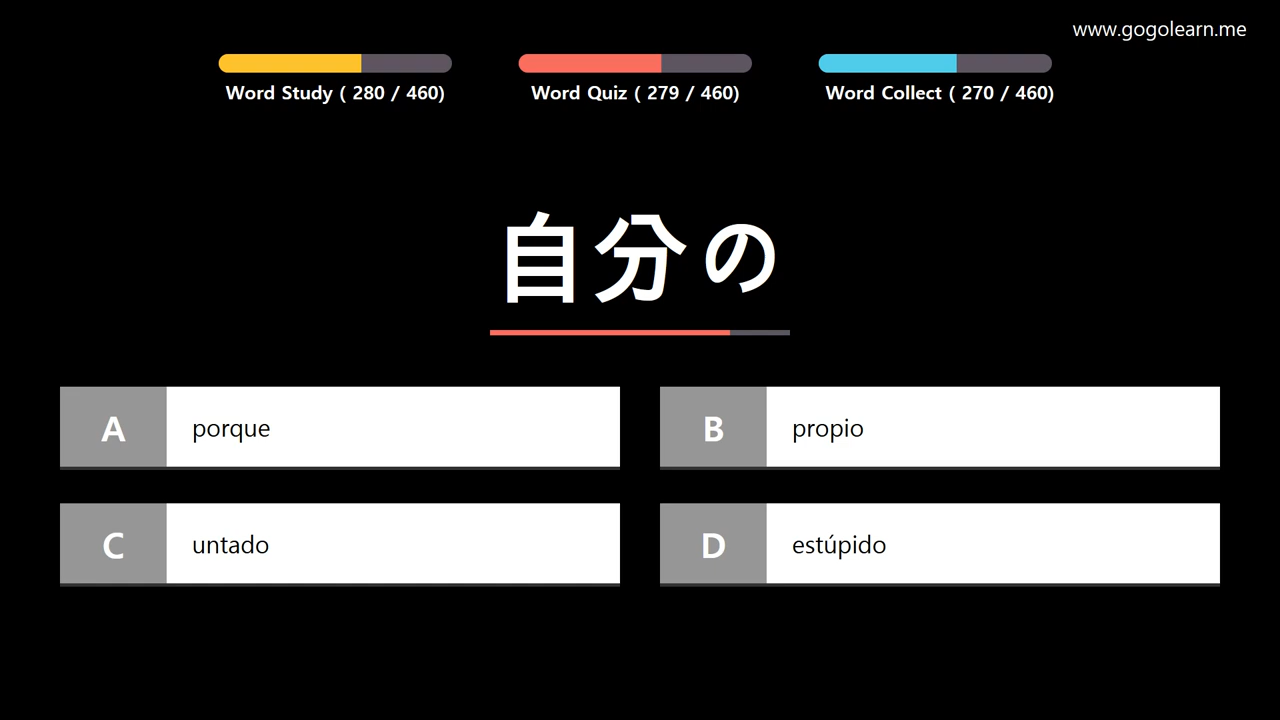 www.gogolearn.me
Word Study ( 280 / 460)
Word Quiz ( 279 / 460)
Word Collect ( 270 / 460)
自分の
A porque
B propio
C untado
D estúpido